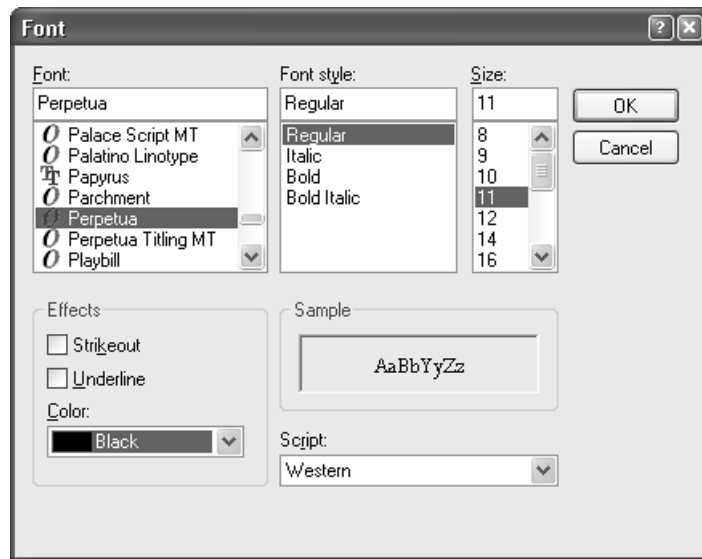 Font
Font:
Perpetua
Palace Script MT
Palatino Linotype
Papyrus
Parchment
Perpetua
Perpetua Titling MT
Playbill
Font style:
Regular
Regular
Italic
Bold
Bold Italic
Size:
11
8
9
10
11
12
14
16
OK
Cancel
Effects
Strikeout
Underline
Color:
Black
Sample
AaBbYyZz
Script:
Western